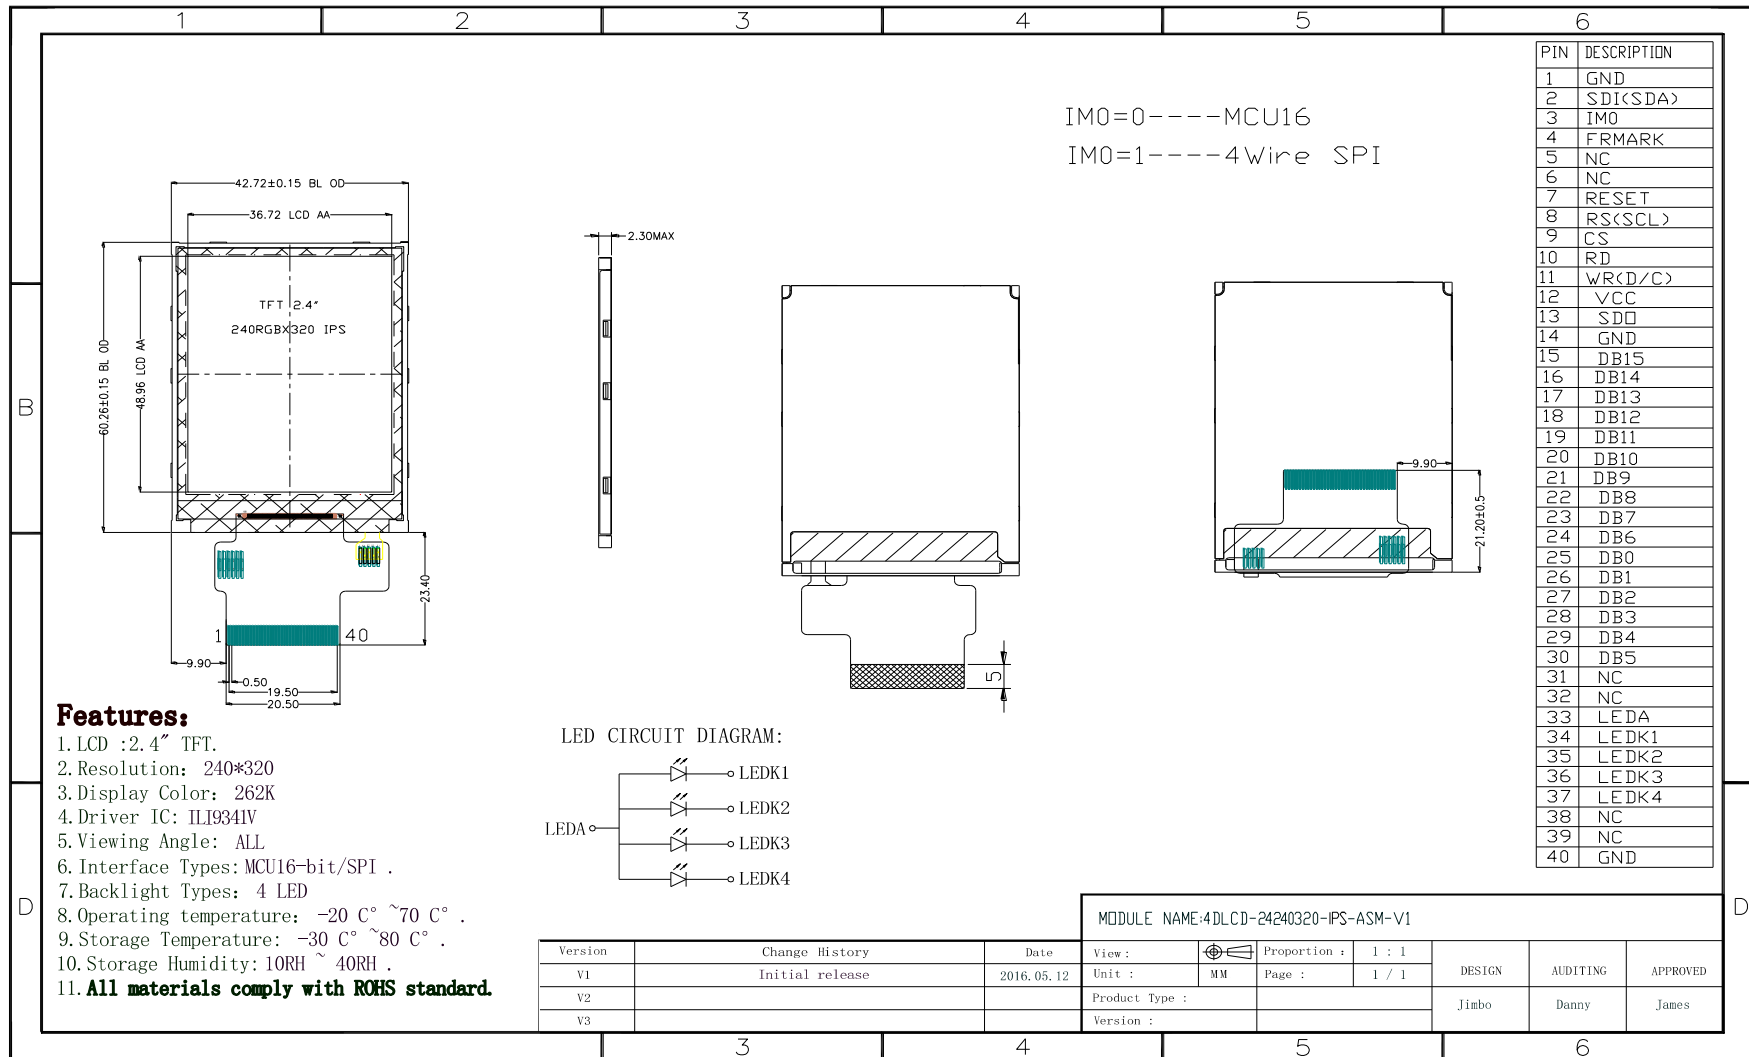 1 2 3 4 5 6
B
D
D
IM0=0----MCU16
IM0=1----4Wire SPI
42.72±0.15 BL OD
36.72 LCD AA
60.26±0.15 BL OD
48.96 LCD AA
TFT 2.4"
240RGBX320 IPS
23.40
1 40
9.90
0.50
19.50
20.50
2.30MAX
5
9.90
21.20±0.5
PIN DESCRIPTION
1 GND
2 SDI(SDA)
3 IM0
4 FRMARK
5 NC
6 NC
7 RESET
8 RS(SCL)
9 CS
10 RD
11 WR(D/C)
12 VCC
13 SDO
14 GND
15 DB15
16 DB14
17 DB13
18 DB12
19 DB11
20 DB10
21 DB9
22 DB8
23 DB7
24 DB6
25 DB0
26 DB1
27 DB2
28 DB3
29 DB4
30 DB5
31 NC
32 NC
33 LEDA
34 LEDK1
35 LEDK2
36 LEDK3
37 LEDK4
38 NC
39 NC
40 GND
Features:
1. LCD :2.4" TFT.
2. Resolution: 240*320
3. Display Color: 262K
4. Driver IC: ILI9341V
5. Viewing Angle: ALL
6. Interface Types: MCU16-bit/SPI .
7. Backlight Types: 4 LED
8. Operating temperature: -20 C° ~70 C° .
9. Storage Temperature: -30 C° ~80 C° .
10. Storage Humidity: 10RH ~ 40RH .
11. All materials comply with ROHS standard.
LED CIRCUIT DIAGRAM:
LEDA
LEDK1
LEDK2
LEDK3
LEDK4
Version Change History Date
V1 Initial release 2016.05.12
V2
V3
MODULE NAME:4DLCD-24240320-IPS-ASM-V1
View : Proportion : 1 : 1
Unit : MM Page : 1 / 1
Product Type :
Version :
DESIGN AUDITING APPROVED
Jimbo Danny James
3 4 5 6